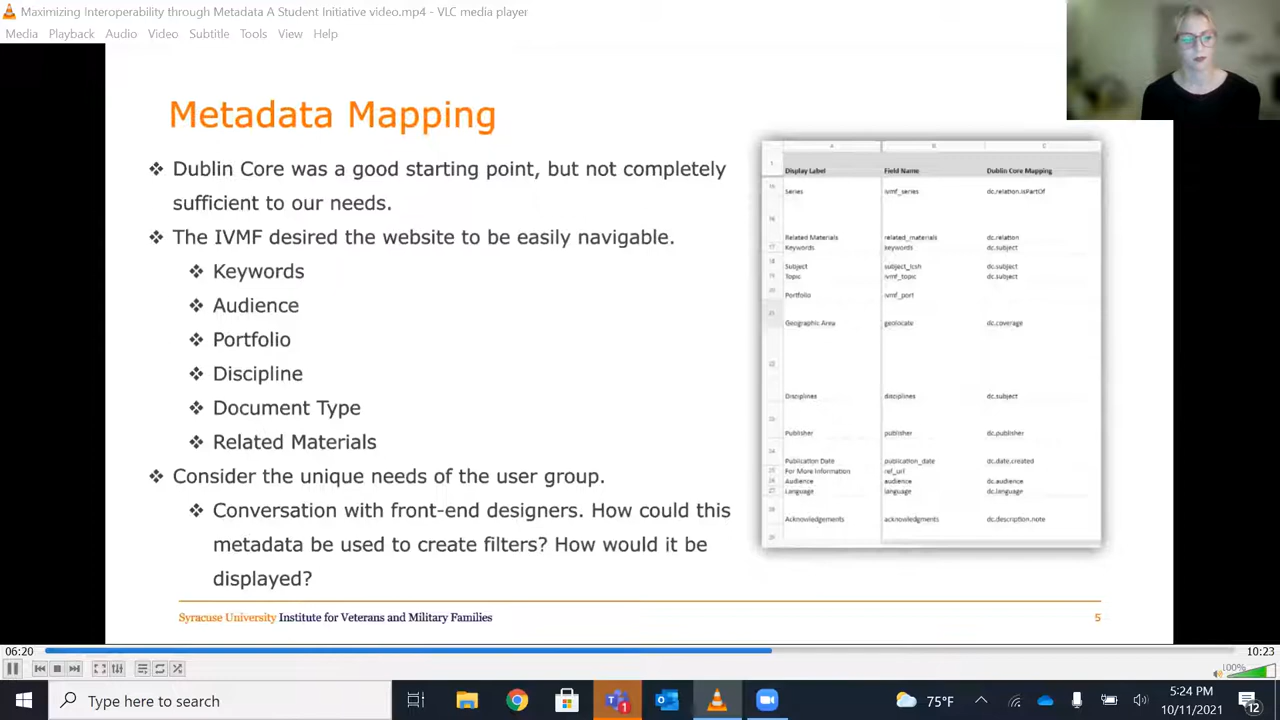 Maximizing Interoperability through Metadata A Student Initiative video.mp4 - VLC media player
Media Playback Audio Video Subtitle Tools View Help
Metadata Mapping
❖ Dublin Core was a good starting point, but not completely
sufficient to our needs.
❖ The IVMF desired the website to be easily navigable.
❖ Keywords
❖ Audience
❖ Portfolio
❖ Discipline
❖ Document Type
❖ Related Materials
❖ Consider the unique needs of the user group.
❖ Conversation with front-end designers. How could this
metadata be used to create filters? How would it be
displayed?
A B C
Display Label Field Name Dublin Core Mapping
Series ivmf_series dc.relation.isPartOf
Related Materials related_materials dc.relation
Keywords keywords dc.subject
Subject subject_lcsh dc.subject
Topic ivmf_topic dc.subject
Portfolio ivmf_port
Geographic Area geolocate dc.coverage
Disciplines disciplines dc.subject
Publisher publisher dc.publisher
Publication Date publication_date dc.date.created
For More Information ref_url
Audience audience dc.audience
Language language dc.language
Acknowledgements acknowledgments dc.description.note
Syracuse University Institute for Veterans and Military Families 5
06:20 10:23
100%
Type here to search 1 75°F 5:24 PM
10/11/2021 12